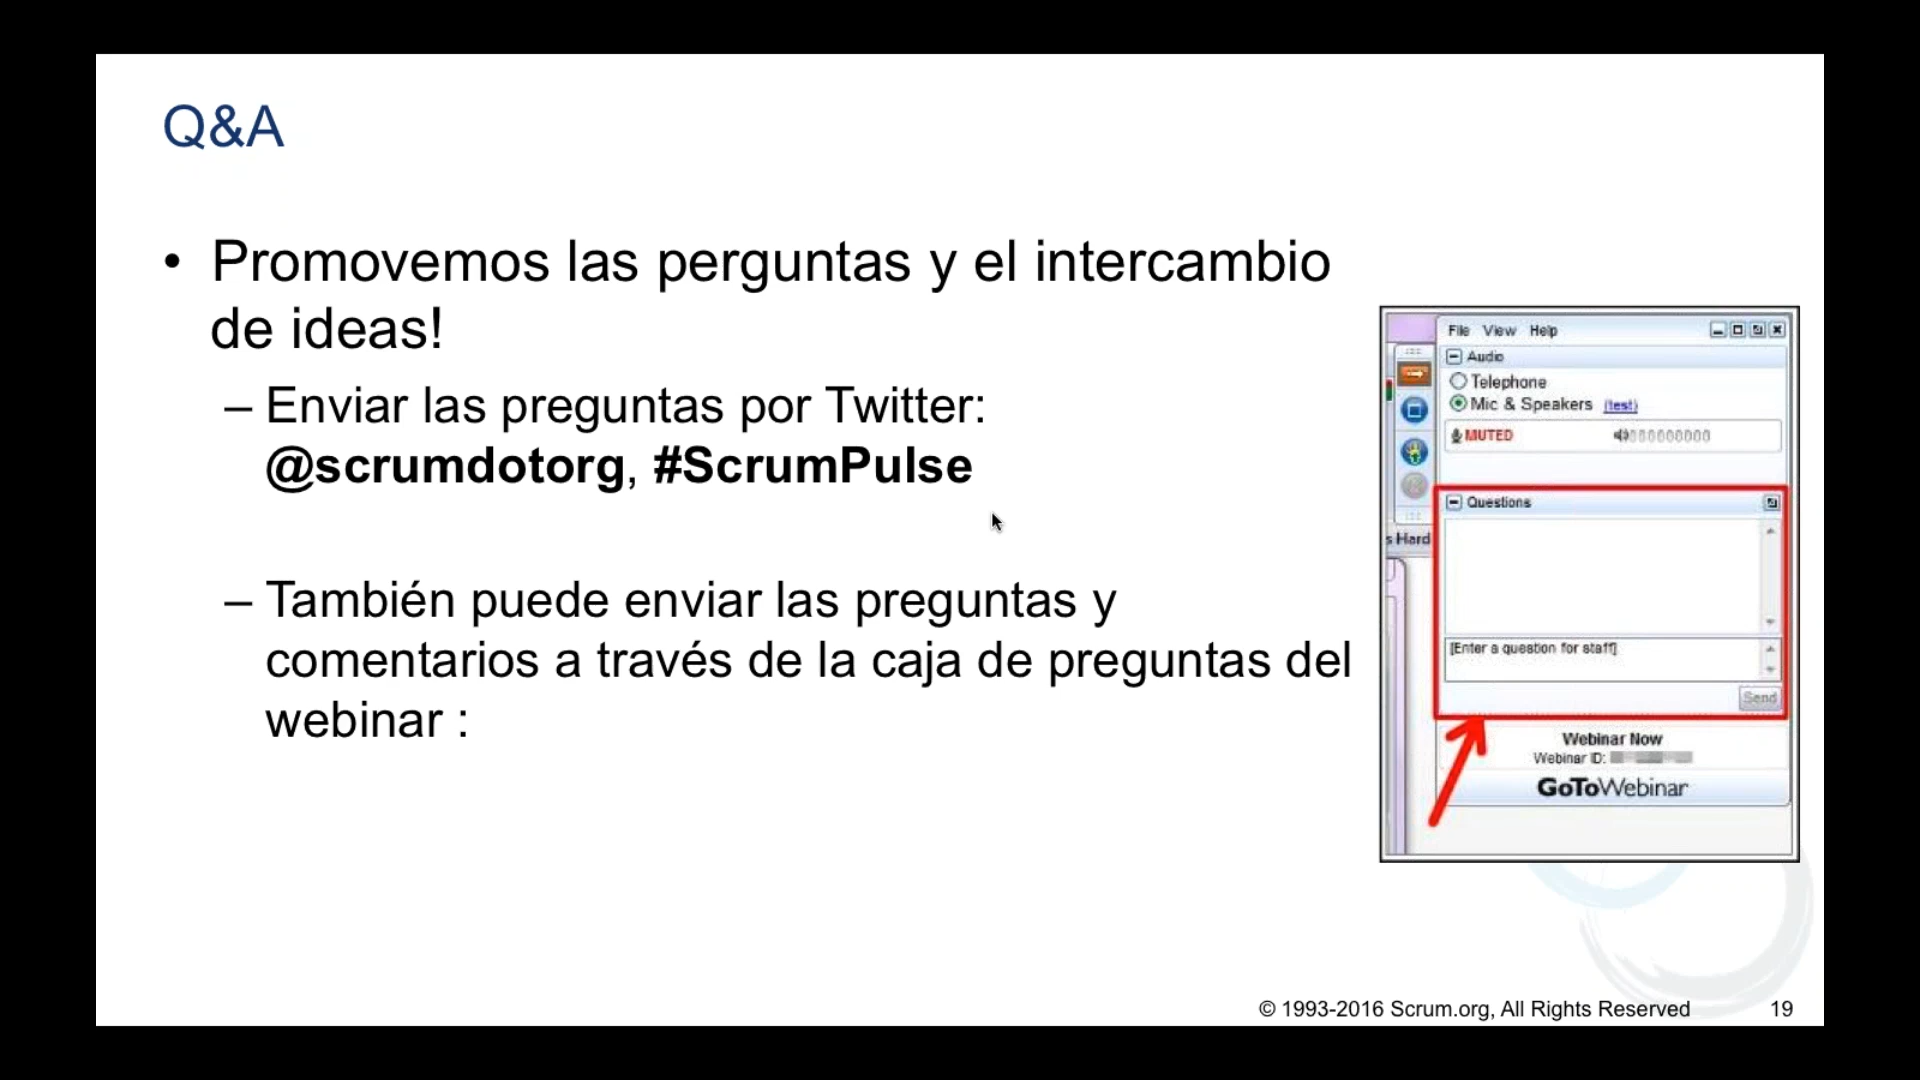 Q&A
• Promovemos las perguntas y el intercambio
de ideas!
– Enviar las preguntas por Twitter:
@scrumdotorg, #ScrumPulse
– También puede enviar las preguntas y
comentarios a través de la caja de preguntas del
webinar :
File View Help
Audio
Telephone
Mic & Speakers (test)
MUTED
Questions
s Hard
[Enter a question for staff]
Send
Webinar Now
Webinar ID:
GoToWebinar
© 1993-2016 Scrum.org, All Rights Reserved 19